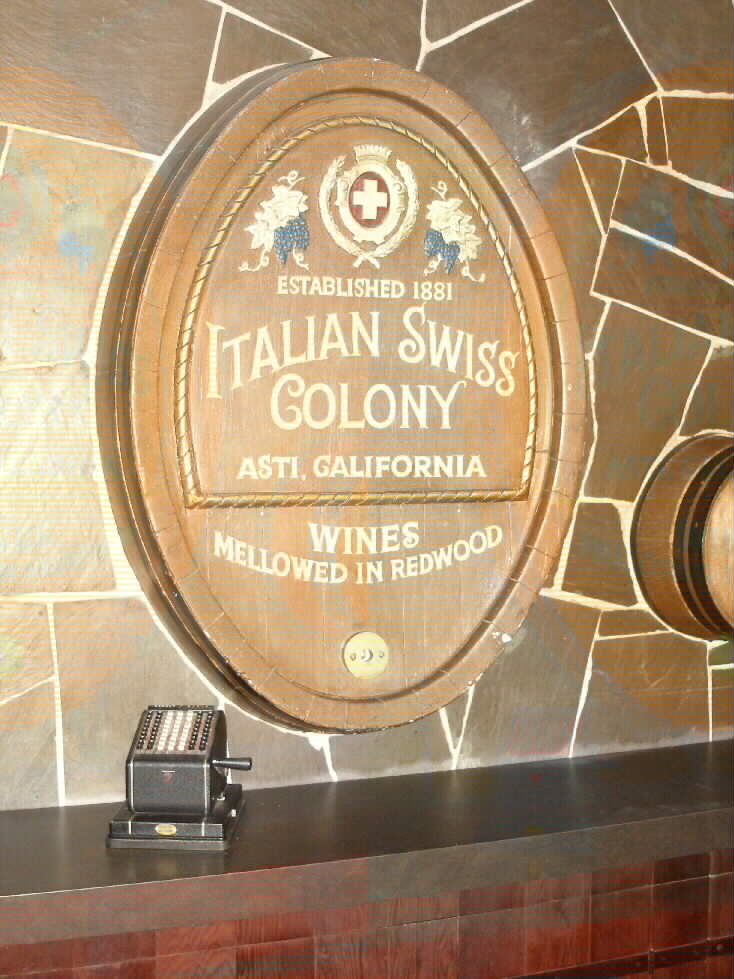 ESTABLISHED 1881
ITALIAN SWISS
COLONY
ASTI, CALIFORNIA
WINES
MELLOWED IN REDWOOD